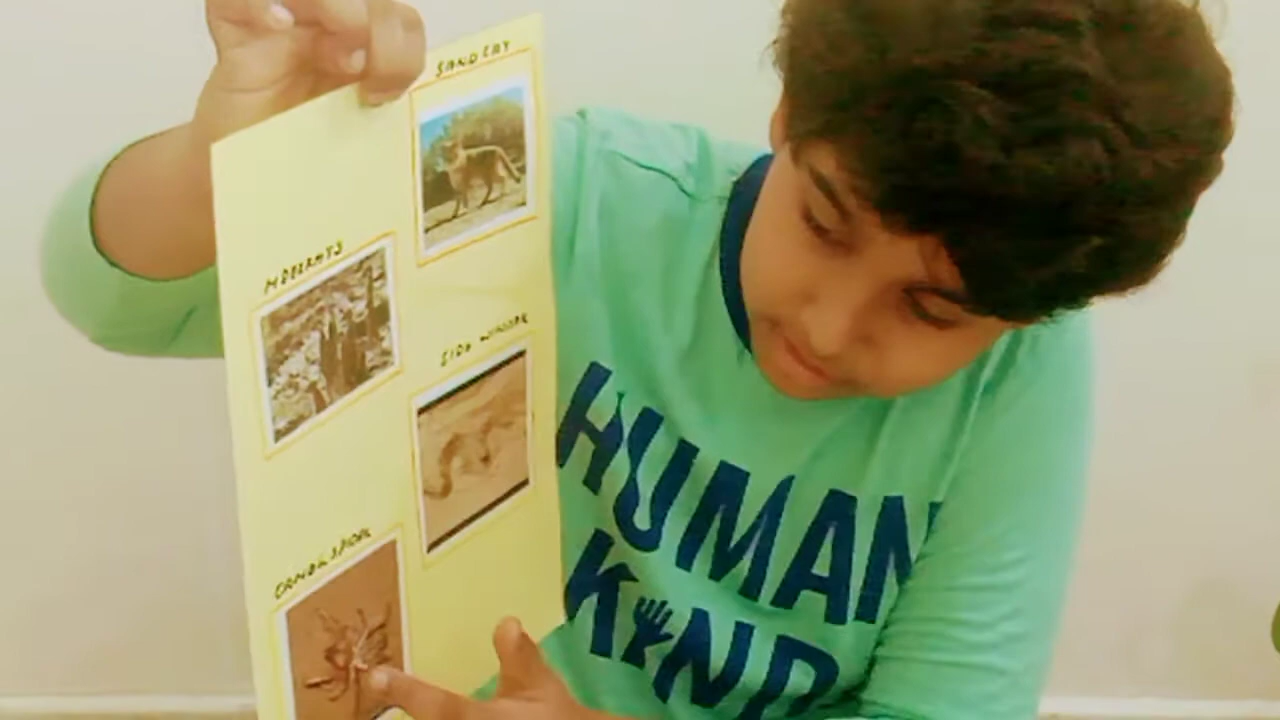 SAND CAT
MEERKATS
SIDE WINDER
CAMEL SPIDER
HUMAN
KIND